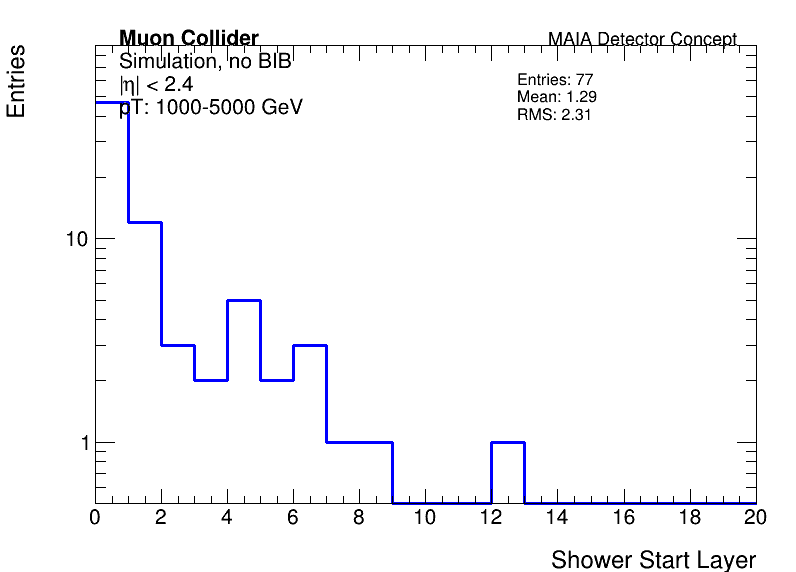 Muon Collider
MAIA Detector Concept
Simulation, no BIB
|η| < 2.4
pT: 1000-5000 GeV
Entries: 77
Mean: 1.29
RMS: 2.31
Entries
10
1
0 2 4 6 8 10 12 14 16 18 20
Shower Start Layer